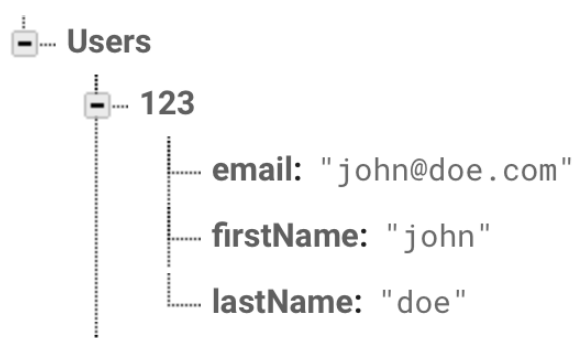 Users
123
email: "john@doe.com"
firstName: "john"
lastName: "doe"